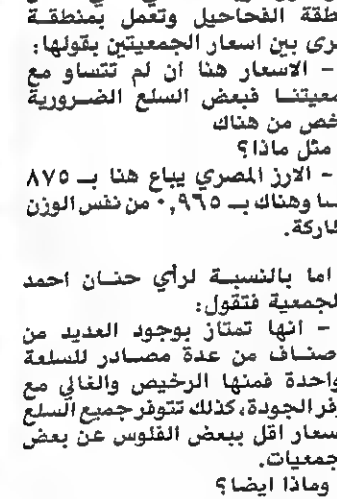 طقة الفحاحيل وتعمل بمنطقة
رى بين اسعار الجمعيتين بقولها:
- الاسعار هنا ان لم تتساو مع
معيتنا فبعض السلع الضرورية
خص من هناك
مثل ماذا؟
- الارز المصري يباع هنا بـ ٨٧٥
سا وهناك بـ ٠,٩٦٥ من نفس الوزن
لماركة.
اما بالنسبة لرأي حنان احمد
لجمعية فتقول:
- انها تمتاز بوجود العديد من
صناف من عدة مصادر للسلعة
واحدة فمنها الرخيص والغالي مع
فر الجودة، كذلك تتوفر جميع السلع
سعار اقل ببعض الفلوس عن بعض
جمعيات.
وماذا ايضا؟